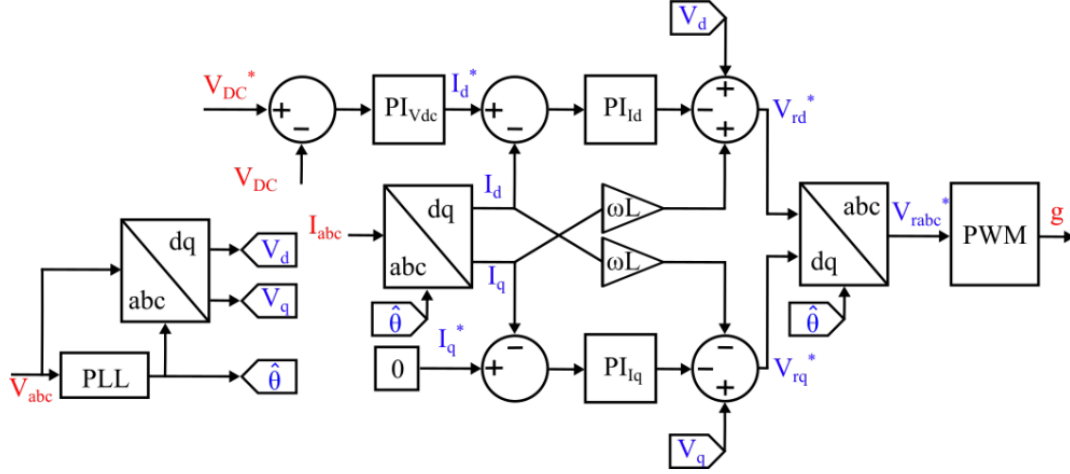 V_d
V_DC*
+
−
PI_Vdc
I_d*
+
−
PI_Id
+
−
+
V_rd*
V_DC
I_abc
dq
abc
I_d
I_q
ωL
ωL
θ̂
abc
dq
V_rabc*
PWM
g
θ̂
dq
abc
V_d
V_q
V_abc
PLL
θ̂
0
I_q*
−
+
PI_Iq
−
−
+
V_rq*
V_q